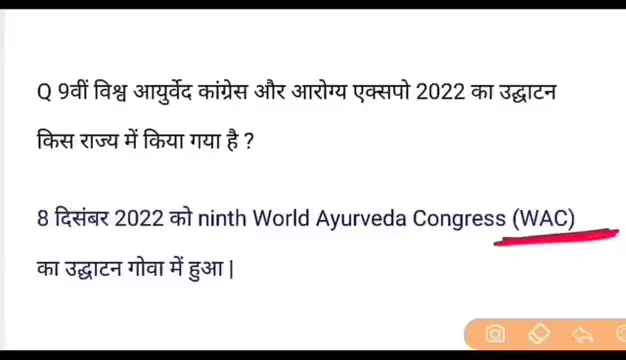 Q 9वीं विश्व आयुर्वेद कांग्रेस और आरोग्य एक्सपो 2022 का उद्घाटन
किस राज्य में किया गया है ?
8 दिसंबर 2022 को ninth World Ayurveda Congress (WAC)
का उद्घाटन गोवा में हुआ |